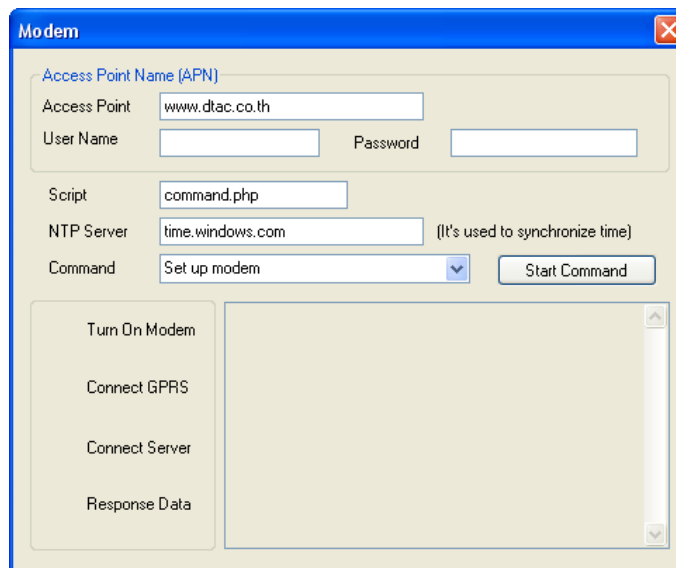 Modem
Access Point Name (APN)
Access Point www.dtac.co.th
User Name Password
Script command.php
NTP Server time.windows.com (It's used to synchronize time)
Command Set up modem Start Command
Turn On Modem
Connect GPRS
Connect Server
Response Data